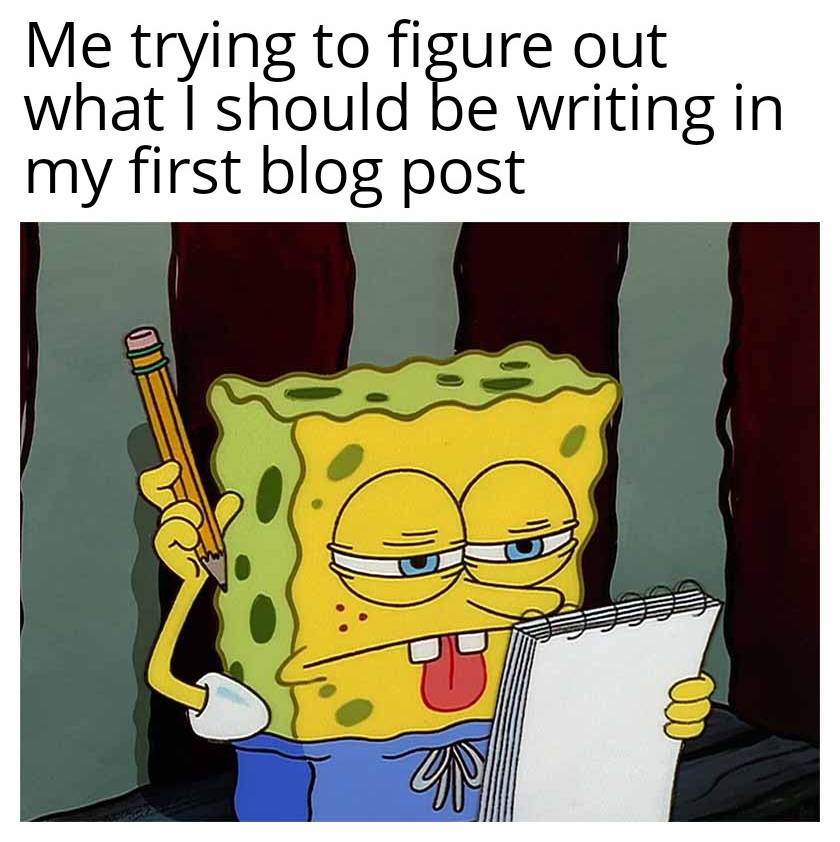 Me trying to figure out
what I should be writing in
my first blog post